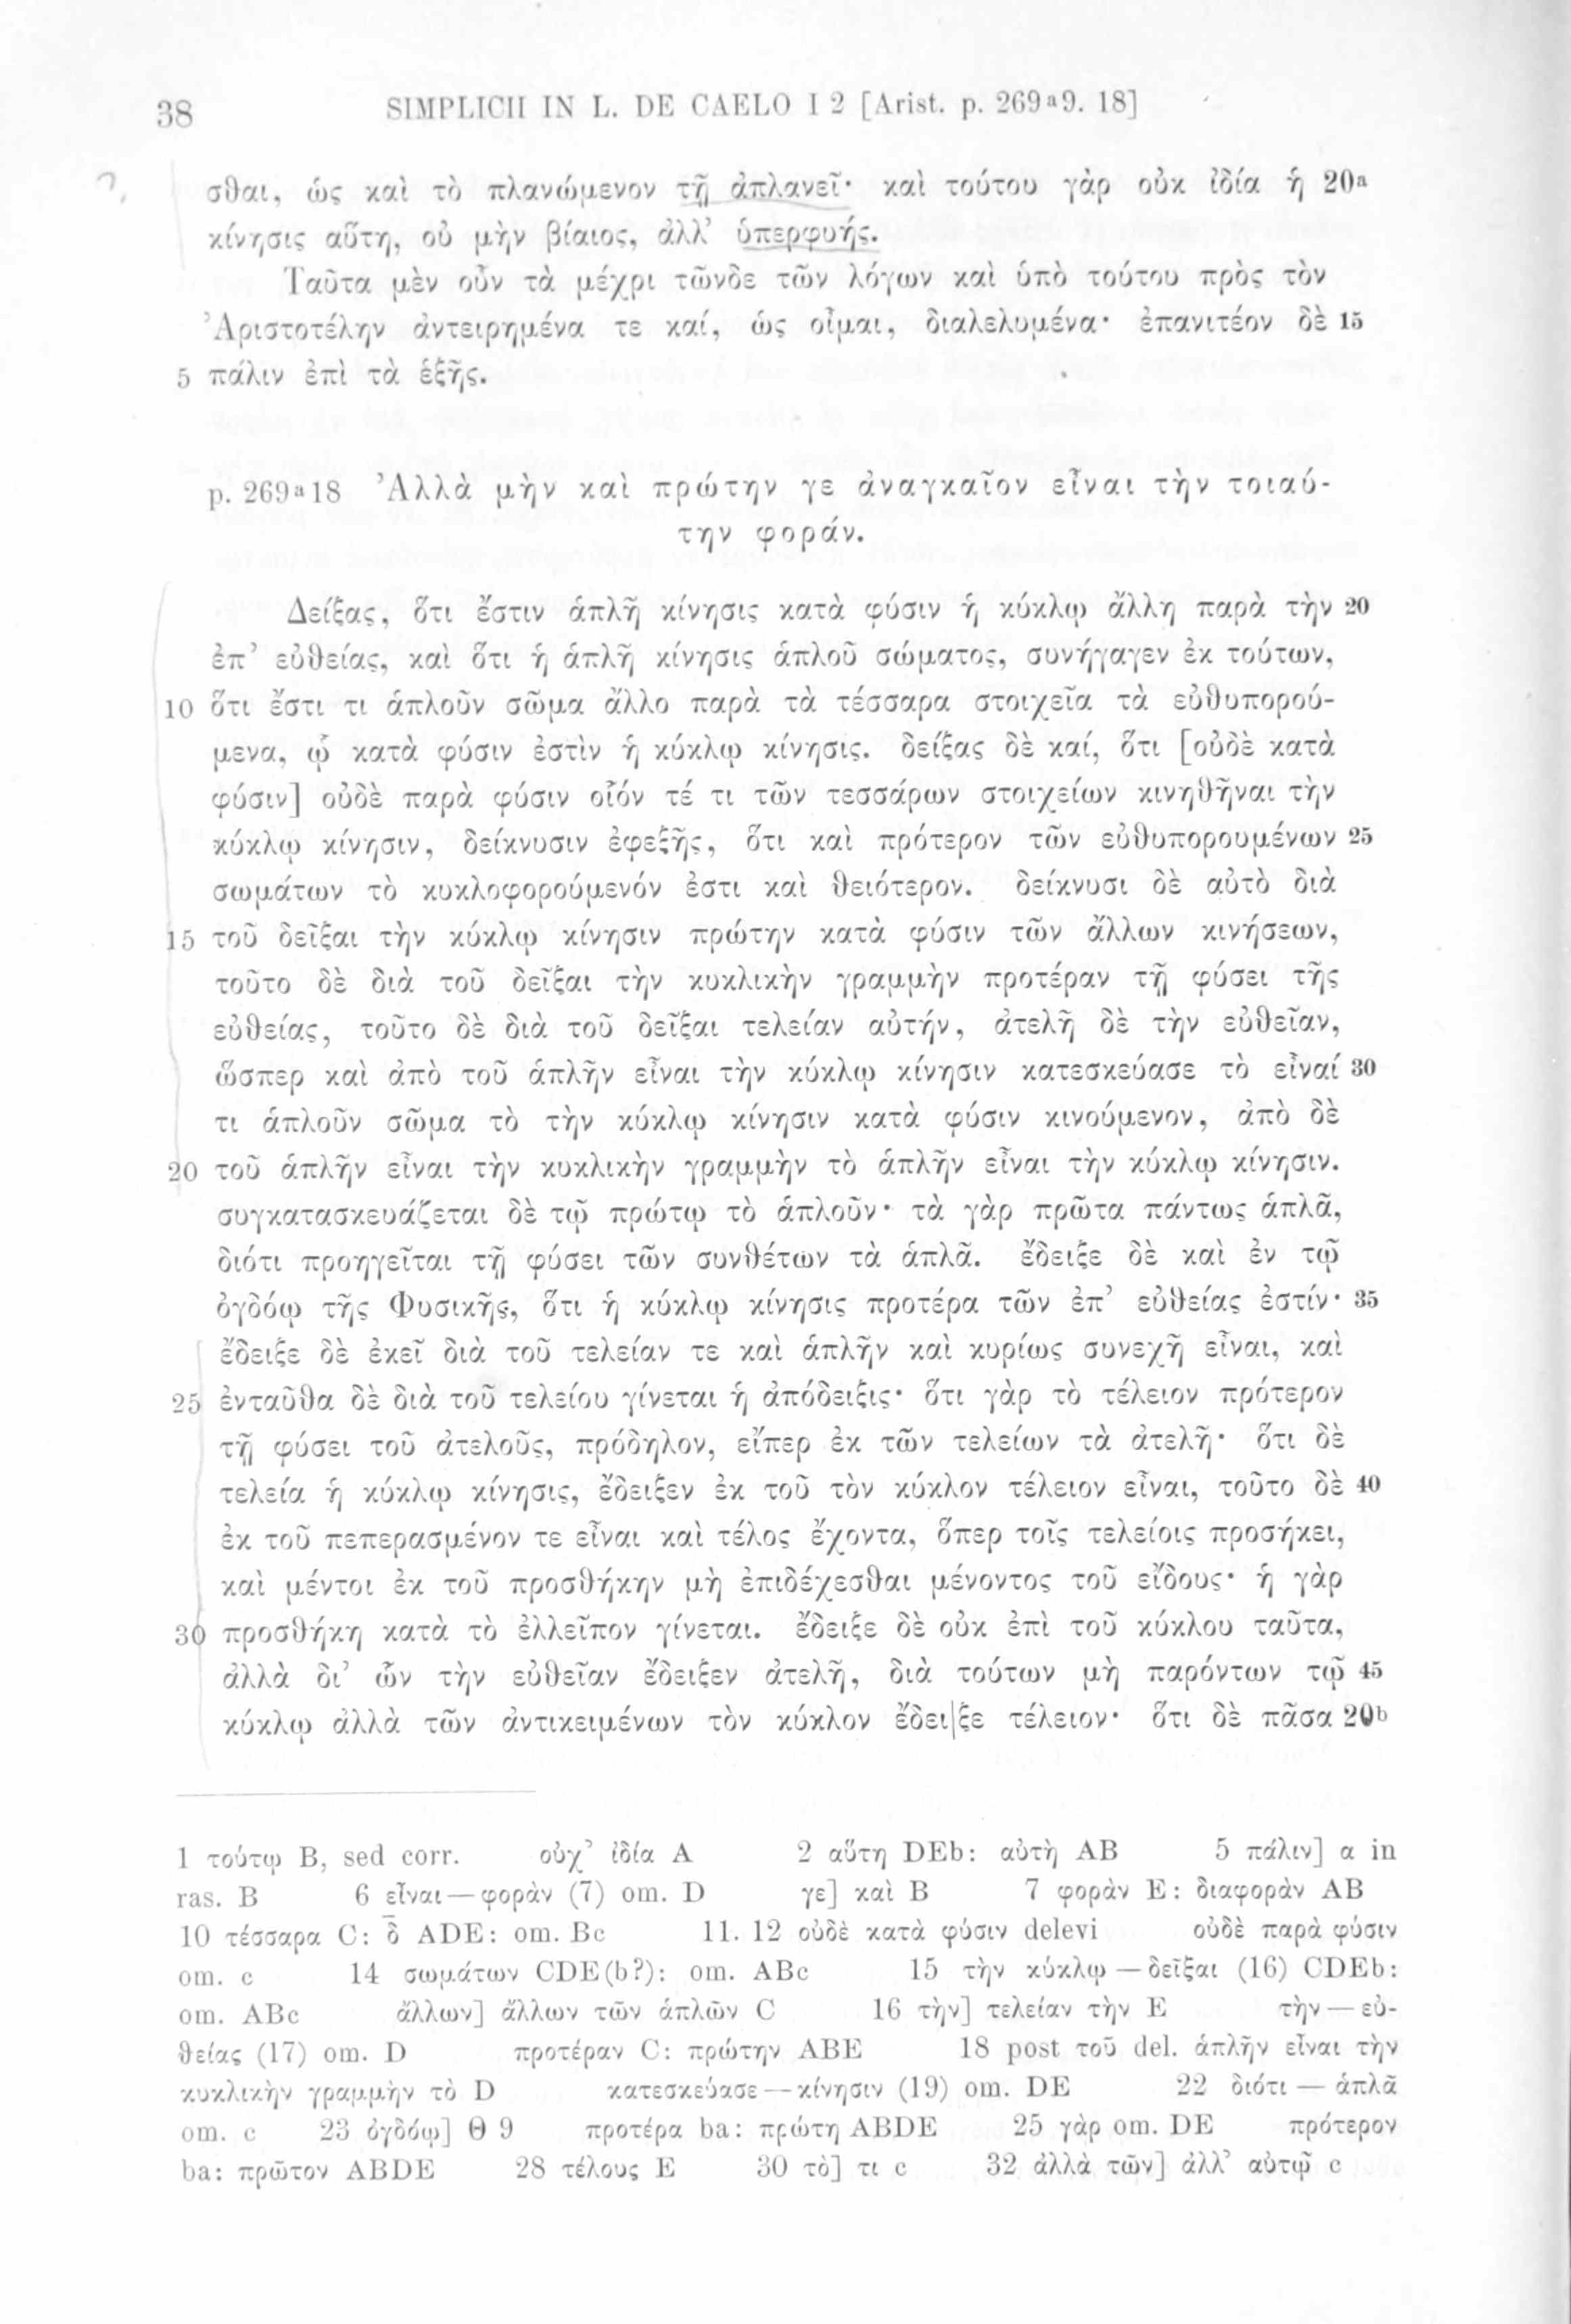 38 SIMPLICII IN L. DE CAELO I 2 [Arist. p. 269ª9. 18]
σθαι, ὡς καὶ τὸ πλανώμενον τῇ ἀπλανεῖ· καὶ τούτου γὰρ οὐκ ἰδία ἡ 20ª
κίνησις αὕτη, οὐ μὴν βίαιος, ἀλλ’ ὑπερφυής.
Ταῦτα μὲν οὖν τὰ μέχρι τῶνδε τῶν λόγων καὶ ὑπὸ τούτου πρὸς τὸν
Ἀριστοτέλην ἀντειρημένα τε καί, ὡς οἶμαι, διαλελυμένα· ἐπανιτέον δὲ 15
5 πάλιν ἐπὶ τὰ ἑξῆς.
p. 269ª18 Ἀλλὰ μὴν καὶ πρώτην γε ἀναγκαῖον εἶναι τὴν τοιαύ-
την φοράν.
Δείξας, ὅτι ἔστιν ἁπλῆ κίνησις κατὰ φύσιν ἡ κύκλῳ ἄλλη παρὰ τὴν 20
ἐπ’ εὐθείας, καὶ ὅτι ἡ ἁπλῆ κίνησις ἁπλοῦ σώματος, συνήγαγεν ἐκ τούτων,
10 ὅτι ἔστι τι ἁπλοῦν σῶμα ἄλλο παρὰ τὰ τέσσαρα στοιχεῖα τὰ εὐθυπορού-
μενα, ᾧ κατὰ φύσιν ἐστὶν ἡ κύκλῳ κίνησις. δείξας δὲ καί, ὅτι [οὐδὲ κατὰ
φύσιν] οὐδὲ παρὰ φύσιν οἷόν τέ τι τῶν τεσσάρων στοιχείων κινηθῆναι τὴν
κύκλῳ κίνησιν, δείκνυσιν ἐφεξῆς, ὅτι καὶ πρότερον τῶν εὐθυπορουμένων 25
σωμάτων τὸ κυκλοφορούμενόν ἐστι καὶ θειότερον. δείκνυσι δὲ αὐτὸ διὰ
15 τοῦ δεῖξαι τὴν κύκλῳ κίνησιν πρώτην κατὰ φύσιν τῶν ἄλλων κινήσεων,
τοῦτο δὲ διὰ τοῦ δεῖξαι τὴν κυκλικὴν γραμμὴν προτέραν τῇ φύσει τῆς
εὐθείας, τοῦτο δὲ διὰ τοῦ δεῖξαι τελείαν αὐτήν, ἀτελῆ δὲ τὴν εὐθεῖαν,
ὥσπερ καὶ ἀπὸ τοῦ ἁπλῆν εἶναι τὴν κύκλῳ κίνησιν κατεσκεύασε τὸ εἶναί 30
τι ἁπλοῦν σῶμα τὸ τὴν κύκλῳ κίνησιν κατὰ φύσιν κινούμενον, ἀπὸ δὲ
20 τοῦ ἁπλῆν εἶναι τὴν κυκλικὴν γραμμὴν τὸ ἁπλῆν εἶναι τὴν κύκλῳ κίνησιν.
συγκατασκευάζεται δὲ τῷ πρώτῳ τὸ ἁπλοῦν· τὰ γὰρ πρῶτα πάντως ἁπλᾶ,
διότι προηγεῖται τῇ φύσει τῶν συνθέτων τὰ ἁπλᾶ. ἔδειξε δὲ καὶ ἐν τῷ
ὀγδόῳ τῆς Φυσικῆς, ὅτι ἡ κύκλῳ κίνησις προτέρα τῶν ἐπ’ εὐθείας ἐστίν· 35
ἔδειξε δὲ ἐκεῖ διὰ τοῦ τελείαν τε καὶ ἁπλῆν καὶ κυρίως συνεχῆ εἶναι, καὶ
25 ἐνταῦθα δὲ διὰ τοῦ τελείου γίνεται ἡ ἀπόδειξις· ὅτι γὰρ τὸ τέλειον πρότερον
τῇ φύσει τοῦ ἀτελοῦς, πρόδηλον, εἴπερ ἐκ τῶν τελείων τὰ ἀτελῆ· ὅτι δὲ
τελεία ἡ κύκλῳ κίνησις, ἔδειξεν ἐκ τοῦ τὸν κύκλον τέλειον εἶναι, τοῦτο δὲ 40
ἐκ τοῦ πεπερασμένον τε εἶναι καὶ τέλος ἔχοντα, ὅπερ τοῖς τελείοις προσήκει,
καὶ μέντοι ἐκ τοῦ προσθήκην μὴ ἐπιδέχεσθαι μένοντος τοῦ εἴδους· ἡ γὰρ
30 προσθήκη κατὰ τὸ ἐλλεῖπον γίνεται. ἔδειξε δὲ οὐκ ἐπὶ τοῦ κύκλου ταῦτα,
ἀλλὰ δι’ ὧν τὴν εὐθεῖαν ἔδειξεν ἀτελῆ, διὰ τούτων μὴ παρόντων τῷ 45
κύκλῳ ἀλλὰ τῶν ἀντικειμένων τὸν κύκλον ἔδει|ξε τέλειον· ὅτι δὲ πᾶσα 20ᵇ
1 τούτῳ B, sed corr. οὐχ’ ἰδία A 2 αὕτη DEb: αὐτὴ AB 5 πάλιν] α in
ras. B 6 εἶναι — φορὰν (7) om. D γε] καὶ B 7 φορὰν E: διαφορὰν AB
10 τέσσαρα C: δ̄ ADE: om. Bc 11. 12 οὐδὲ κατὰ φύσιν delevi οὐδὲ παρὰ φύσιν
om. c 14 σωμάτων CDE(b?): om. ABc 15 τὴν κύκλῳ — δεῖξαι (16) CDEb:
om. ABc ἄλλων] ἄλλων τῶν ἁπλῶν C 16 τὴν] τελείαν τὴν E τὴν — εὐ-
θείας (17) om. D προτέραν C: πρώτην ABE 18 post τοῦ del. ἁπλῆν εἶναι τὴν
κυκλικὴν γραμμὴν τὸ D κατεσκεύασε — κίνησιν (19) om. DE 22 διότι — ἁπλᾶ
om. c 23 ὀγδόῳ] Θ 9 προτέρα ba: πρώτη ABDE 25 γὰρ om. DE πρότερον
ba: πρῶτον ABDE 28 τέλους E 30 τὸ] τι c 32 ἀλλὰ τῶν] ἀλλ’ αὐτῷ c